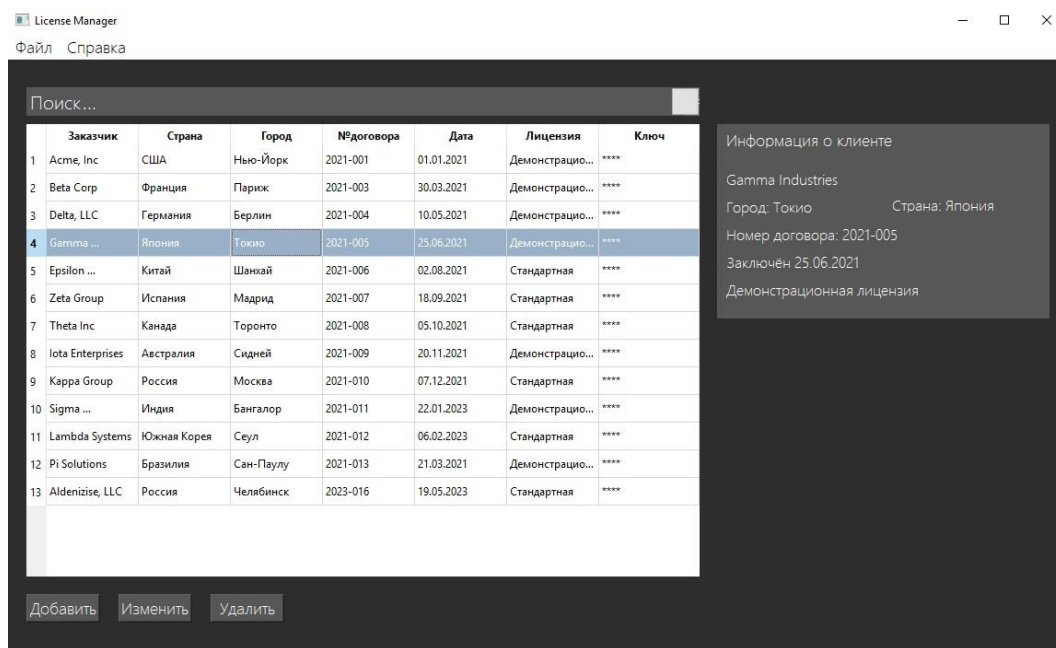 License Manager
Файл Справка
Поиск...
Заказчик Страна Город №договора Дата Лицензия Ключ
1 Acme, Inc США Нью-Йорк 2021-001 01.01.2021 Демонстрацио... ****
2 Beta Corp Франция Париж 2021-003 30.03.2021 Демонстрацио... ****
3 Delta, LLC Германия Берлин 2021-004 10.05.2021 Демонстрацио... ****
4 Gamma ... Япония Токио 2021-005 25.06.2021 Демонстрацио... ****
5 Epsilon ... Китай Шанхай 2021-006 02.08.2021 Стандартная ****
6 Zeta Group Испания Мадрид 2021-007 18.09.2021 Стандартная ****
7 Theta Inc Канада Торонто 2021-008 05.10.2021 Стандартная ****
8 Iota Enterprises Австралия Сидней 2021-009 20.11.2021 Демонстрацио... ****
9 Kappa Group Россия Москва 2021-010 07.12.2021 Стандартная ****
10 Sigma ... Индия Бангалор 2021-011 22.01.2023 Демонстрацио... ****
11 Lambda Systems Южная Корея Сеул 2021-012 06.02.2023 Стандартная ****
12 Pi Solutions Бразилия Сан-Паулу 2021-013 21.03.2021 Демонстрацио... ****
13 Aldenizise, LLC Россия Челябинск 2023-016 19.05.2023 Стандартная ****
Информация о клиенте
Gamma Industries
Город: Токио Страна: Япония
Номер договора: 2021-005
Заключён 25.06.2021
Демонстрационная лицензия
Добавить Изменить Удалить